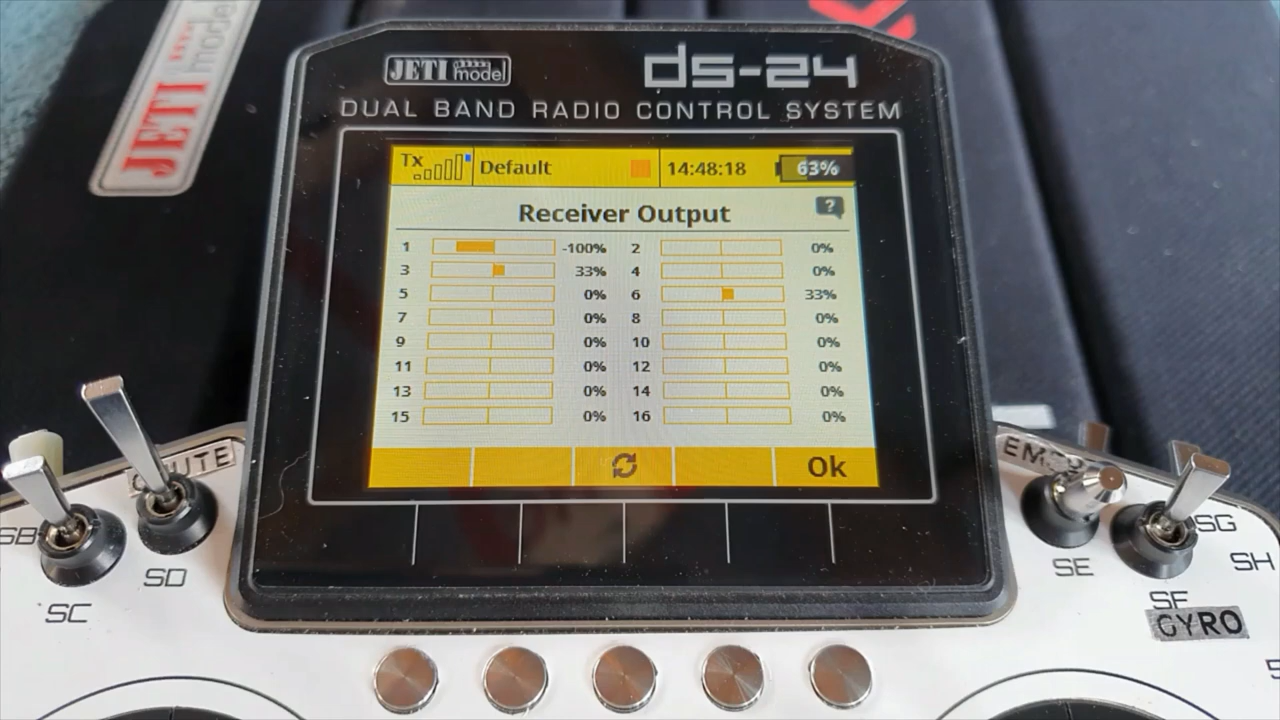 JETI model
JETI model
ds-24
DUAL BAND RADIO CONTROL SYSTEM
Tx Default 14:48:18 63%
Receiver Output ?
1 -100% 2 0%
3 33% 4 0%
5 0% 6 33%
7 0% 8 0%
9 0% 10 0%
11 0% 12 0%
13 0% 14 0%
15 0% 16 0%
Ok
SB
SD
SC
SE
SG
SH
SF
GYRO